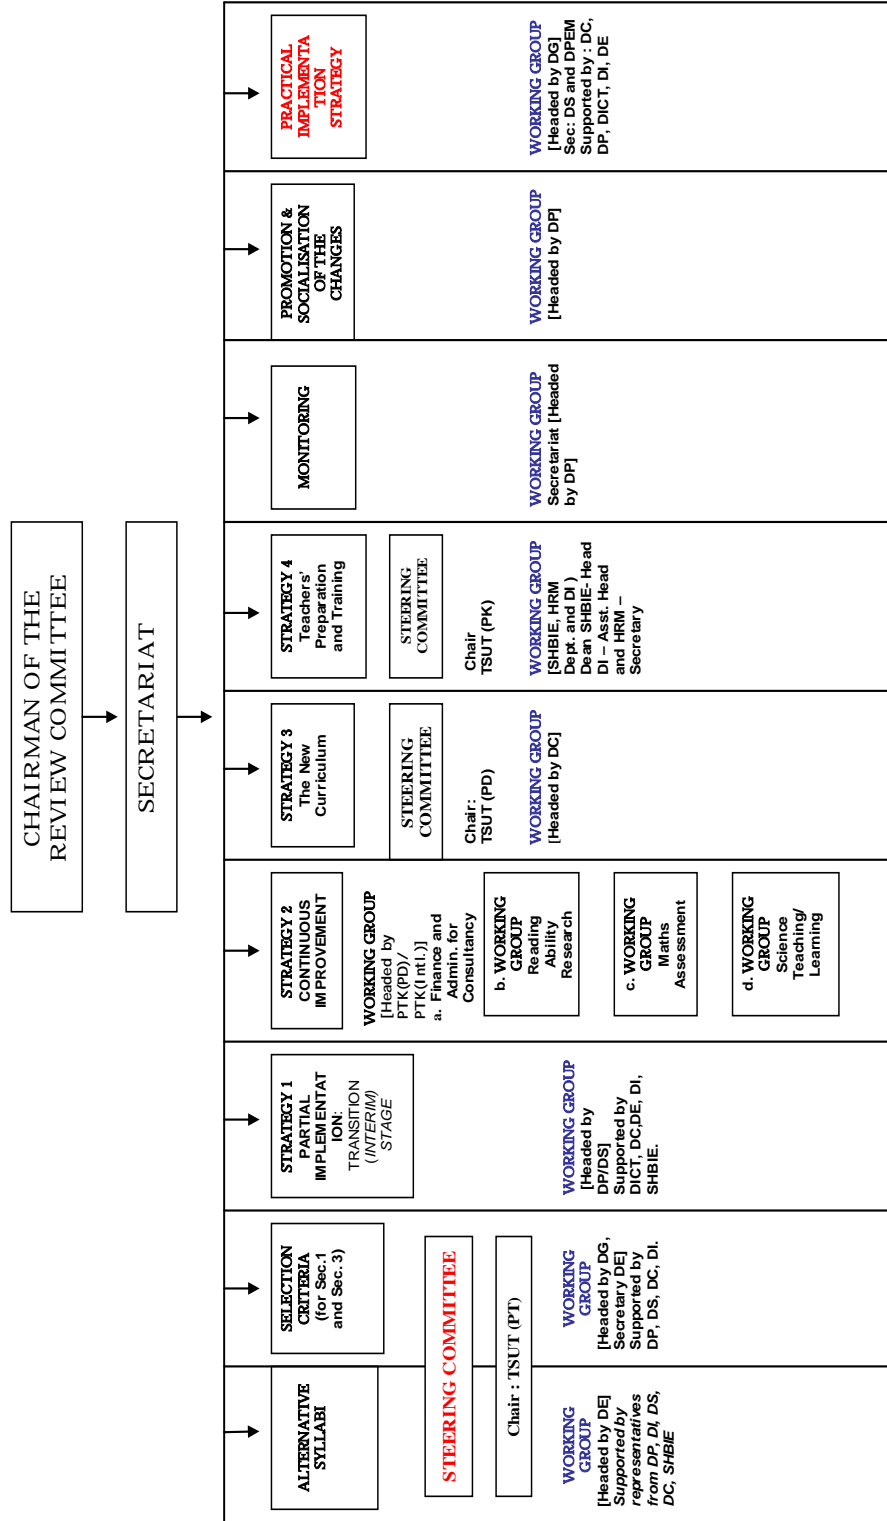 CHAIRMAN OF THE
REVIEW COMMITTEE
SECRETARIAT
ALTERNATIVE
SYLLABI
SELECTION
CRITERIA
(for Sec.1
and Sec. 3)
STEERING COMMITTEE
Chair : TSUT (PT)
WORKING
GROUP
[Headed by DE]
Supported by
representatives
from DP, DI, DS,
DC, SHBIE
WORKING
GROUP
[Headed by DG,
Secretary DE]
Supported by
DP, DS, DC, DI.
STRATEGY 1
PARTIAL
IMPLEMENTAT
ION:
TRANSITION
(INTERIM)
STAGE
WORKING GROUP
[Headed by
DP/DS]
Supported by
DICT, DC,DE, DI,
SHBIE.
STRATEGY 2
CONTINUOUS
IMPROVEMENT
WORKING GROUP
[Headed by
PTK(PD)/
PTK(Intl.)]
a. Finance and
Admin. for
Consultancy
b. WORKING
GROUP
Reading
Ability
Research
c. WORKING
GROUP
Maths
Assessment
d. WORKING
GROUP
Science
Teaching/
Learning
STRATEGY 3
The New
Curriculum
STEERING
COMMITTEE
Chair:
TSUT (PD)
WORKING GROUP
[Headed by DC]
STRATEGY 4
Teachers'
Preparation
and Training
STEERING
COMMITTEE
Chair
TSUT (PK)
WORKING GROUP
[SHBIE, HRM
Dept. and DI )
Dean SHBIE- Head
DI – Asst. Head
and HRM –
Secretary
MONITORING
WORKING GROUP
Secretariat [Headed
by DP]
PROMOTION &
SOCIALISATION
OF THE
CHANGES
WORKING GROUP
[Headed by DP]
PRACTICAL
IMPLEMENTA
TION
STRATEGY
WORKING GROUP
[Headed by DG]
Sec: DS and DPEM
Supported by : DC,
DP, DICT, DI, DE